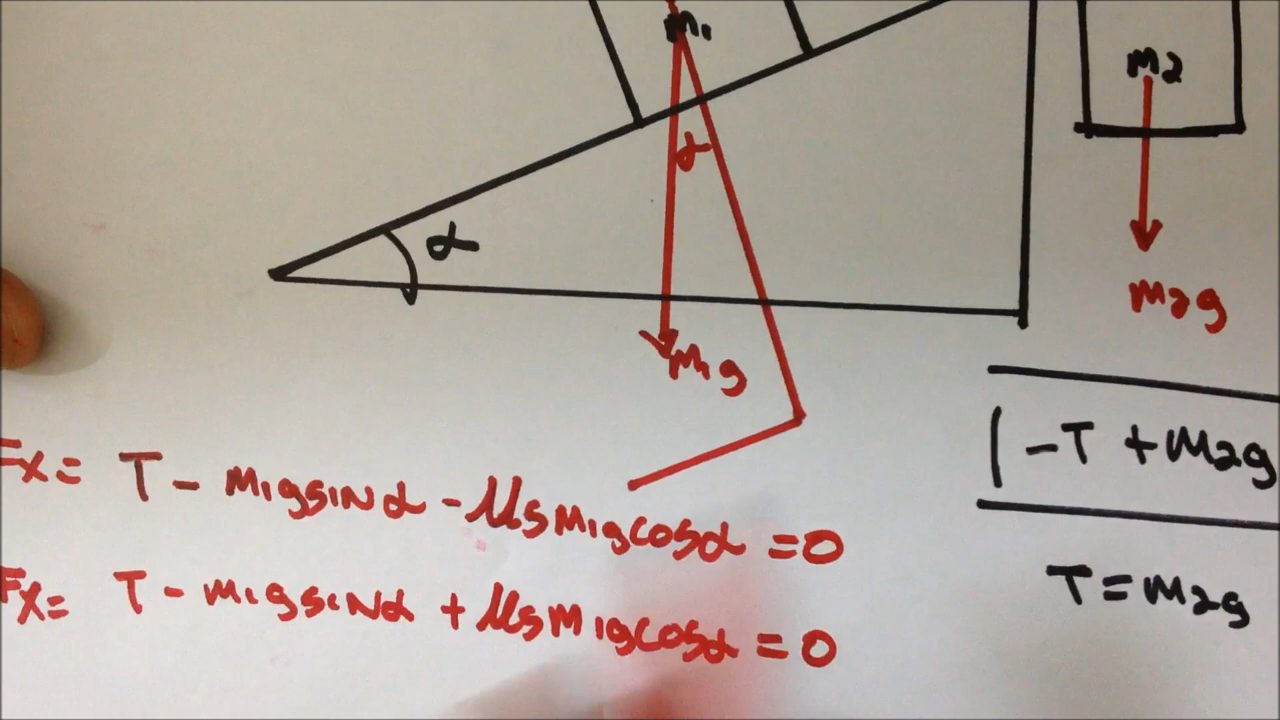 m₁
m2
α
α
m₁g
m2g
Fx= T - m₁gsinα - μsm₁gcosα = 0
-T + m2g
Fx= T - m₁gsinα + μsm₁gcosα = 0
T = m2g